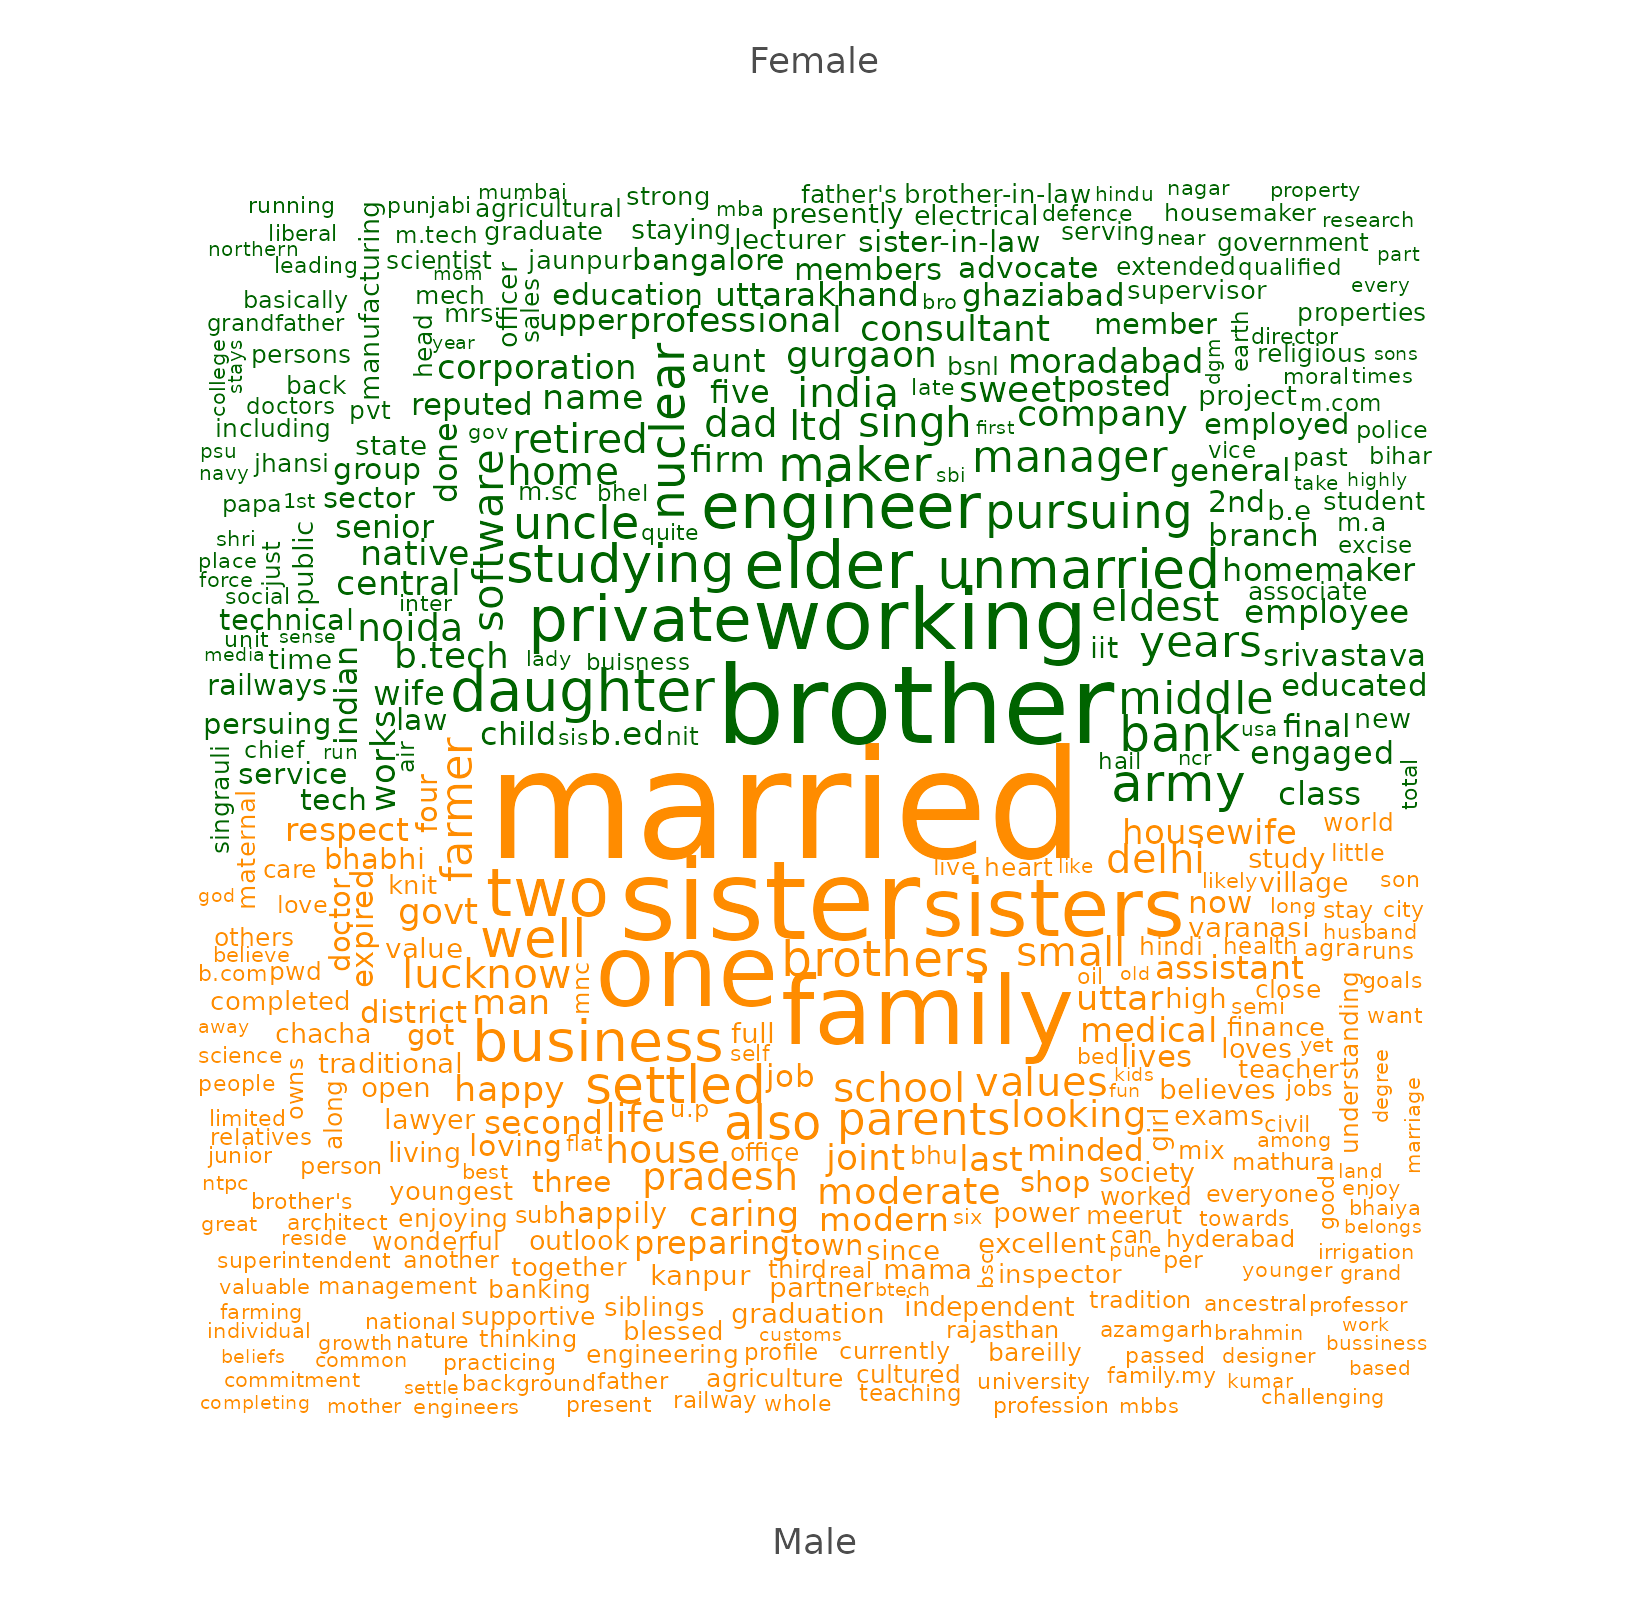 Female
mumbai strong father's brother-in-law hindu nagar property
running punjabi agricultural mba presently electrical defence housemaker research
liberal m.tech graduate staying lecturer sister-in-law serving near government
northern leading scientist mom jaunpur bangalore members advocate extended qualified part
manufacturing officer sales
basically mech education uttarakhand bro ghaziabad supervisor every
grandfather mrs upper professional consultant member properties
head year earth director
college stays persons corporation aunt gurgaon bsnl moradabad dgm religious sons
back nuclear five india late sweet posted moral times
doctors pvt reputed name project m.com
including gov retired dad ltd singh first company employed police
state done
psu navy jhansi group home firm maker sbi manager general vice past bihar
software take highly
papa 1st sector m.sc bhel engineer pursuing 2nd b.e student
shri senior uncle quite branch m.a
place just public native studying elder unmarried homemaker excise
force central associate
social inter private working eldest employee
technical noida
unit sense iit years
media time b.tech lady buisness srivastava
railways indian wife daughter brother middle educated
persuing law child sis b.ed nit bank usa final new
works air
chief run hail ncr engaged
singrauli service army total
tech class
married
maternal respect four farmer housewife world
care bhabhi live heart like delhi study little
god knit sister likely village son
love doctor expired govt two sisters now long stay city
others well varanasi husband
believe value brothers small hindi health agra runs
b.com pwd lucknow mnc one oil old assistant goals
completed man family uttar high close
district semi understanding want
away chacha got business full medical finance
science traditional self bed lives loves yet
people owns open happy settled job school values kids fun believes teacher jobs degree
limited along lawyer second life u.p also parents looking girl exams civil marriage
relatives
junior living loving flat house office joint bhu last minded mix among
person best pradesh society mathura land
ntpc youngest three moderate shop worked everyone good enjoy
brother's
great architect enjoying sub happily caring modern six power meerut towards bhaiya belongs
reside wonderful outlook preparing town since excellent can pune hyderabad irrigation
superintendent another together kanpur third real mama bsc inspector per younger grand
valuable management banking partner btech
farming national supportive siblings graduation independent tradition ancestral professor
individual growth nature thinking blessed customs rajasthan azamgarh brahmin work bussiness
beliefs common practicing engineering profile currently bareilly passed designer
commitment settle background father agriculture cultured university family.my kumar based
completing mother engineers present railway whole teaching profession mbbs challenging
Male